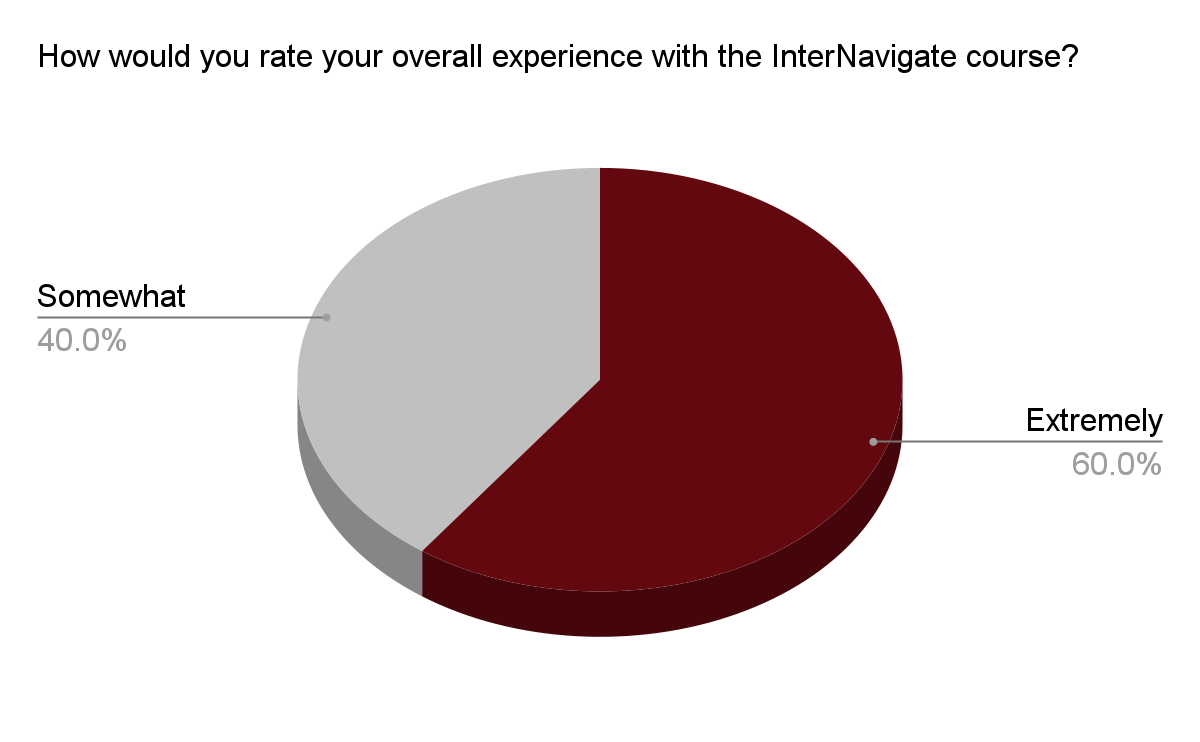 How would you rate your overall experience with the InterNavigate course?
Somewhat
40.0%
Extremely
60.0%